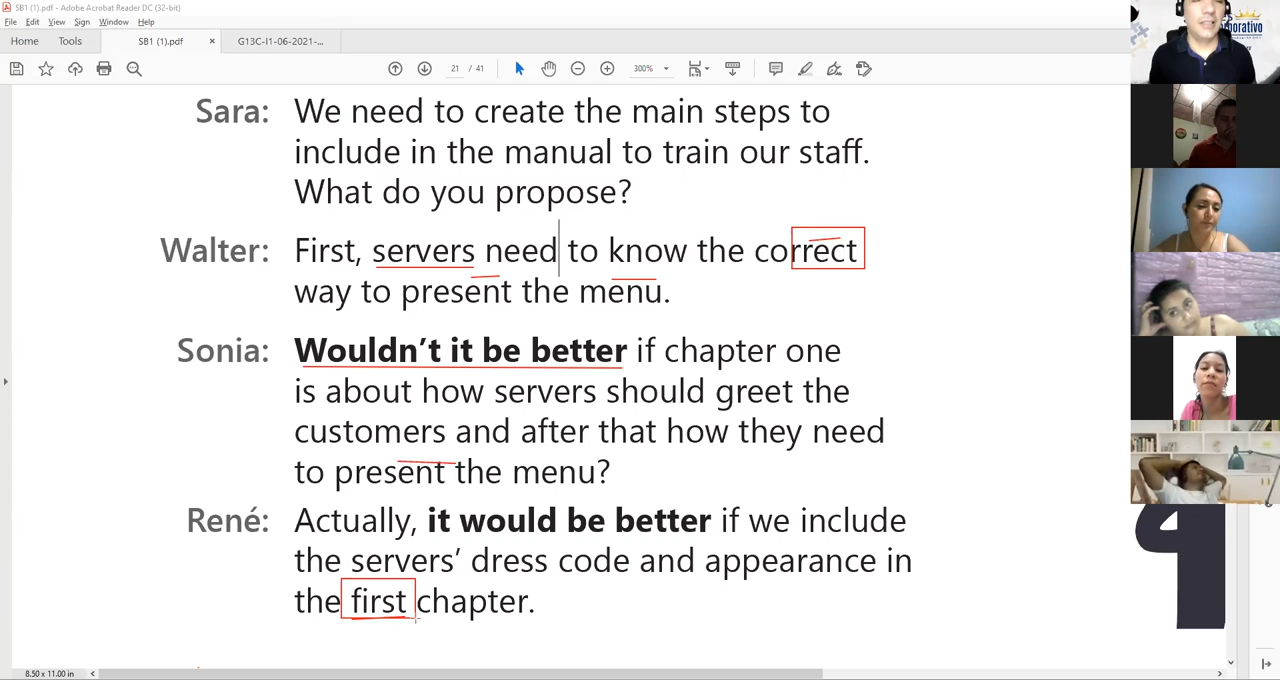 SB1 (1).pdf - Adobe Acrobat Reader DC (32-bit)
File Edit View Sign Window Help
Home Tools SB1 (1).pdf × G13C-I1-06-2021-...
21 / 41 300%
Sara: We need to create the main steps to
include in the manual to train our staff.
What do you propose?
Walter: First, servers need to know the correct
way to present the menu.
Sonia: Wouldn't it be better if chapter one
is about how servers should greet the
customers and after that how they need
to present the menu?
René: Actually, it would be better if we include
the servers' dress code and appearance in
the first chapter.
8.50 x 11.00 in